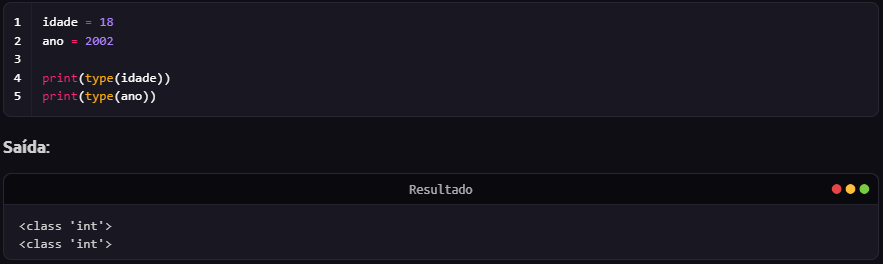 1 idade = 18
2 ano = 2002
3
4 print(type(idade))
5 print(type(ano))
Saída:
Resultado
<class 'int'>
<class 'int'>